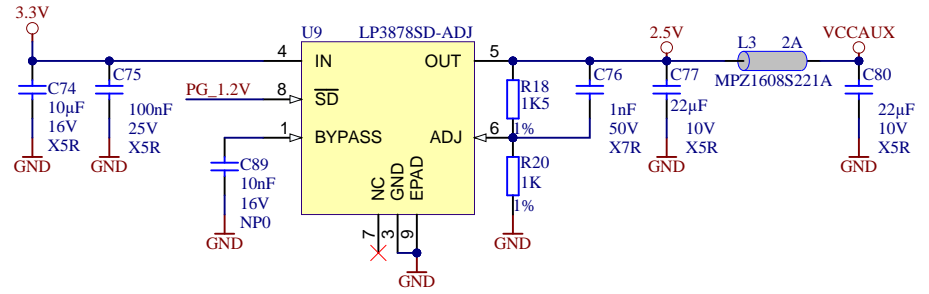 3.3V
U9 LP3878SD-ADJ
2.5V
L3 2A
VCCAUX
4 IN
OUT 5
MPZ1608S221A
C74
10µF
16V
X5R
C75
100nF
25V
X5R
PG_1.2V
8 SD
1 BYPASS
ADJ 6
R18
1K5
1%
C76
1nF
50V
X7R
C77
22µF
10V
X5R
C80
22µF
10V
X5R
GND
GND
C89
10nF
16V
NP0
GND
NC
GND
EPAD
7
3
9
GND
R20
1K
1%
GND
GND
GND